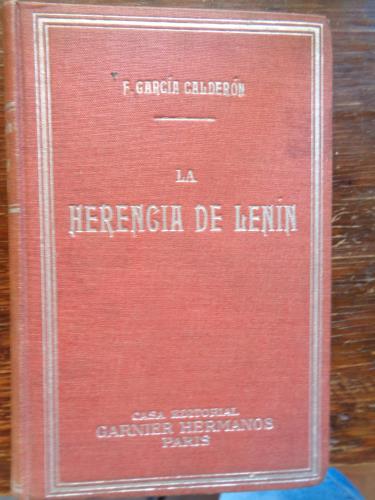 F. GARCÍA CALDERÓN
LA
HERENCIA DE LENÍN
CASA EDITORIAL
GARNIER HERMANOS
PARIS